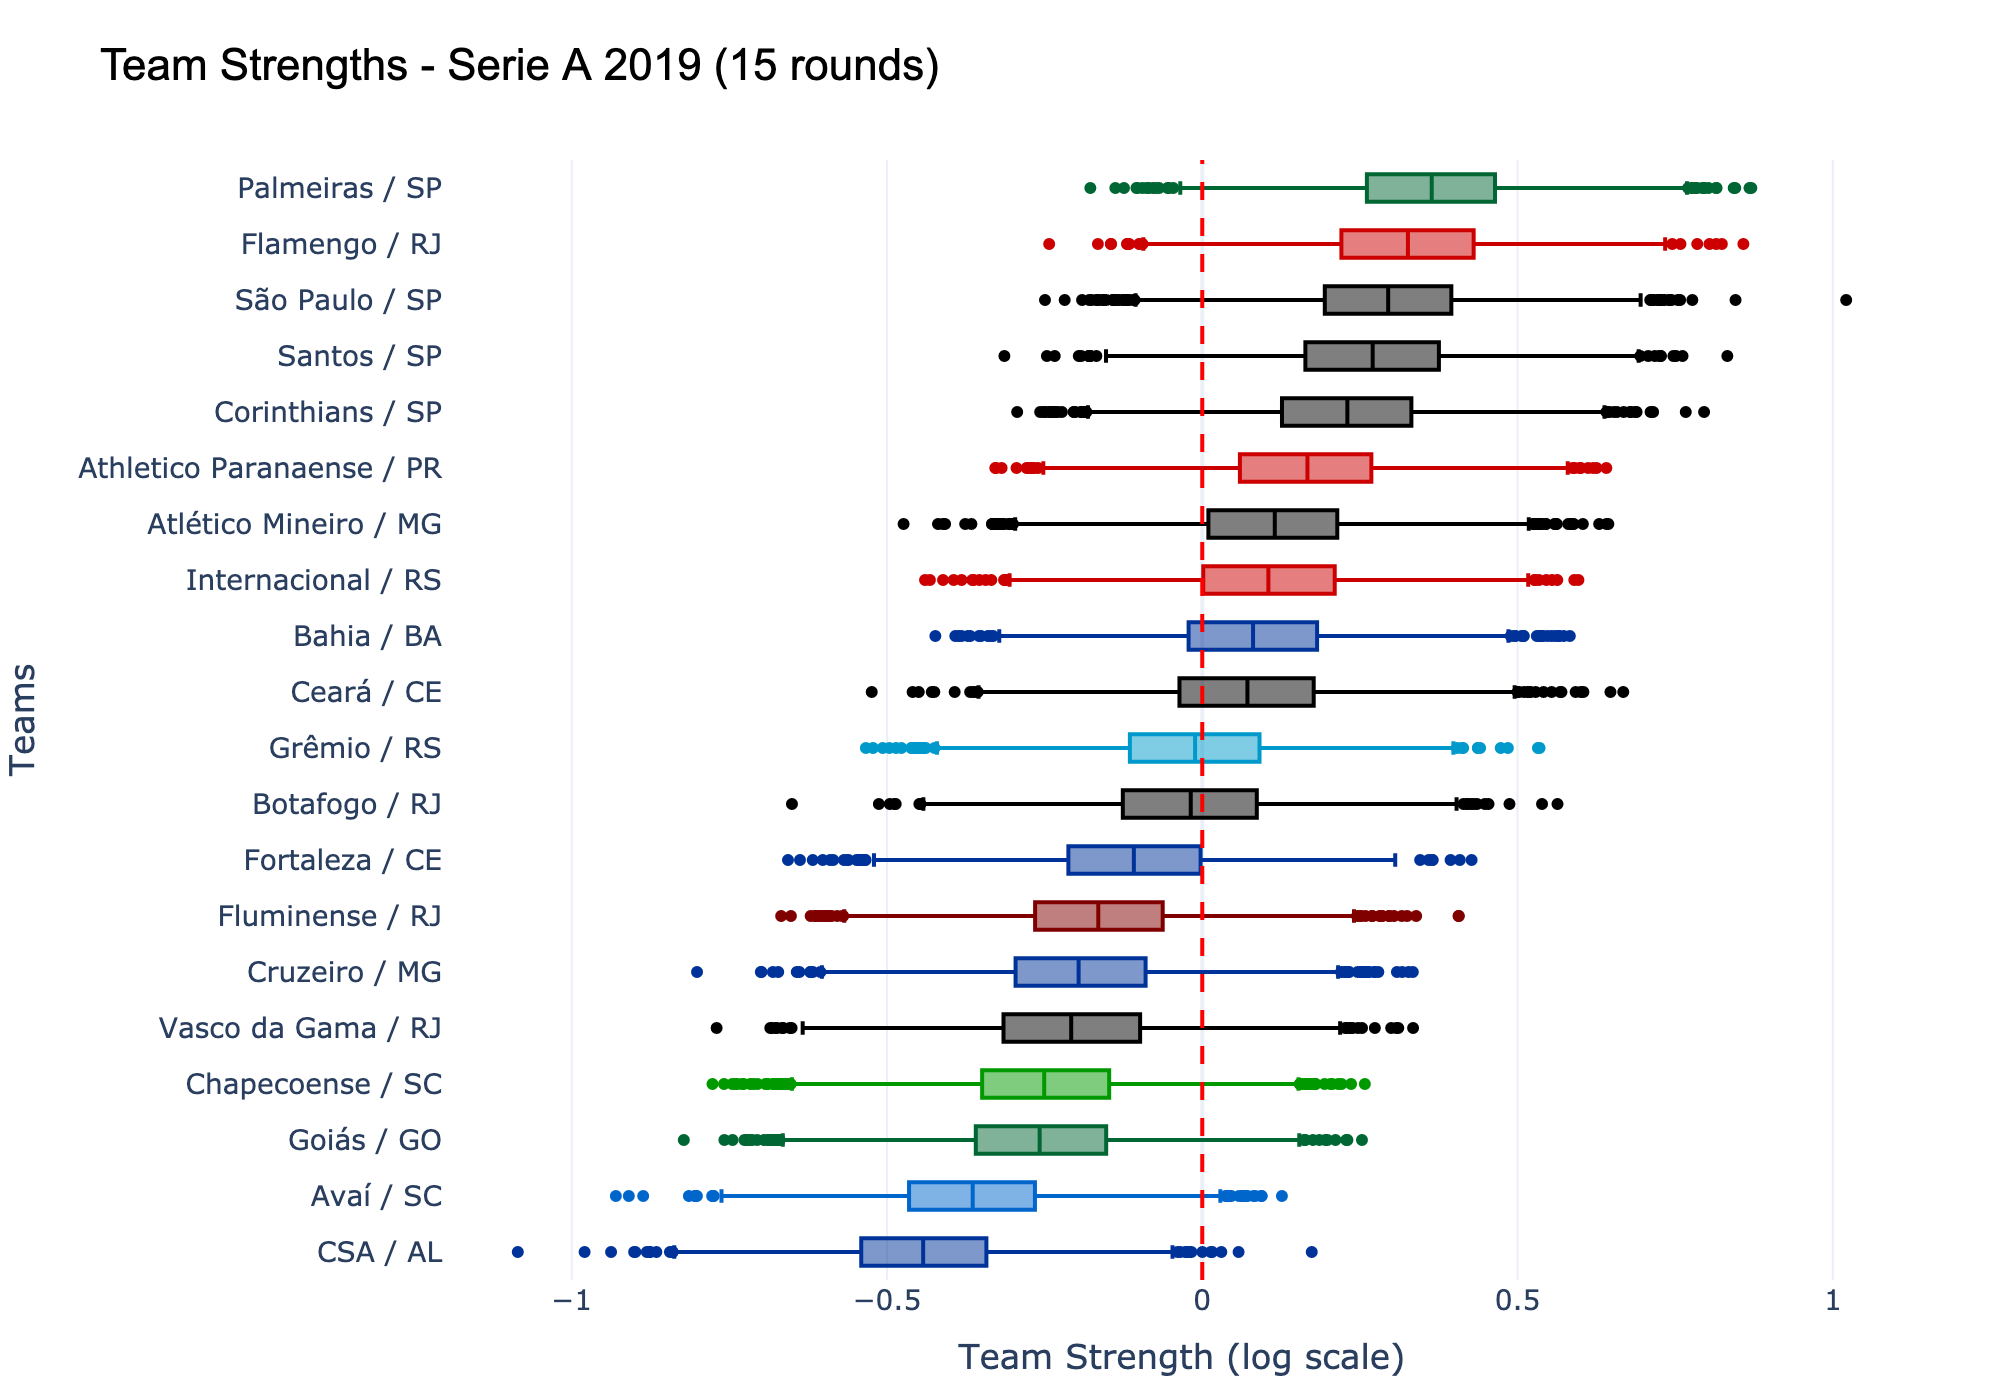 Team Strengths - Serie A 2019 (15 rounds)
Palmeiras / SP
Flamengo / RJ
São Paulo / SP
Santos / SP
Corinthians / SP
Athletico Paranaense / PR
Atlético Mineiro / MG
Internacional / RS
Bahia / BA
Ceará / CE
Grêmio / RS
Botafogo / RJ
Fortaleza / CE
Fluminense / RJ
Cruzeiro / MG
Vasco da Gama / RJ
Chapecoense / SC
Goiás / GO
Avaí / SC
CSA / AL
Teams
−1 −0.5 0 0.5 1
Team Strength (log scale)